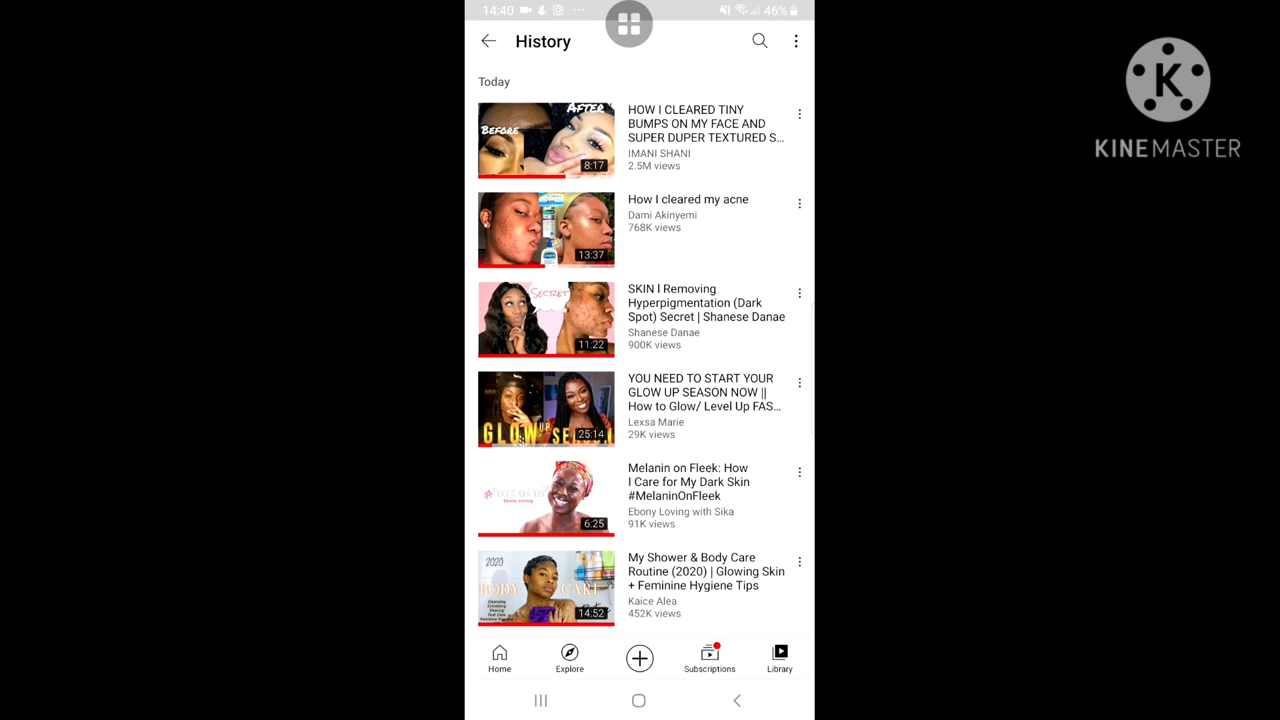 14:40
46%
History
Today
AFTER
BEFORE
8:17
HOW I CLEARED TINY
BUMPS ON MY FACE AND
SUPER DUPER TEXTURED S...
IMANI SHANI
2.5M views
13:37
How I cleared my acne
Dami Akinyemi
768K views
SECRET
11:22
SKIN I Removing
Hyperpigmentation (Dark
Spot) Secret | Shanese Danae
Shanese Danae
900K views
GLOW UP SEASON
25:14
YOU NEED TO START YOUR
GLOW UP SEASON NOW ||
How to Glow/ Level Up FAS...
Lexsa Marie
29K views
Ebony Loving
6:25
Melanin on Fleek: How
I Care for My Dark Skin
#MelaninOnFleek
Ebony Loving with Sika
91K views
2020
BODY CARE
14:52
My Shower & Body Care
Routine (2020) | Glowing Skin
+ Feminine Hygiene Tips
Kaice Alea
452K views
Home
Explore
Subscriptions
Library
K
KINEMASTER